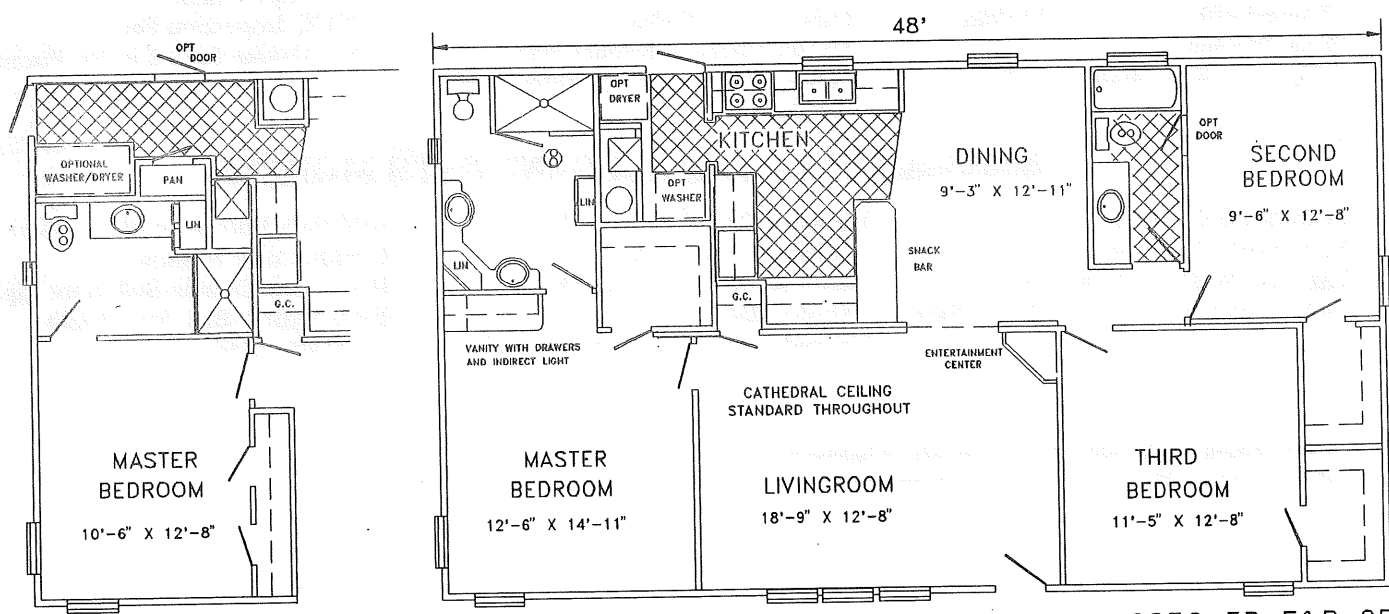 48'
OPT
DOOR
OPTIONAL
WASHER/DRYER
PAN
LIN
G.C.
MASTER
BEDROOM
10'-6" X 12'-8"
OPT
DRYER
KITCHEN
OPT
WASHER
LIN
LIN
G.C.
SNACK
BAR
DINING
9'-3" X 12'-11"
OPT
DOOR
SECOND
BEDROOM
9'-6" X 12'-8"
VANITY WITH DRAWERS
AND INDIRECT LIGHT
ENTERTAINMENT
CENTER
CATHEDRAL CEILING
STANDARD THROUGHOUT
MASTER
BEDROOM
12'-6" X 14'-11"
LIVINGROOM
18'-9" X 12'-8"
THIRD
BEDROOM
11'-5" X 12'-8"